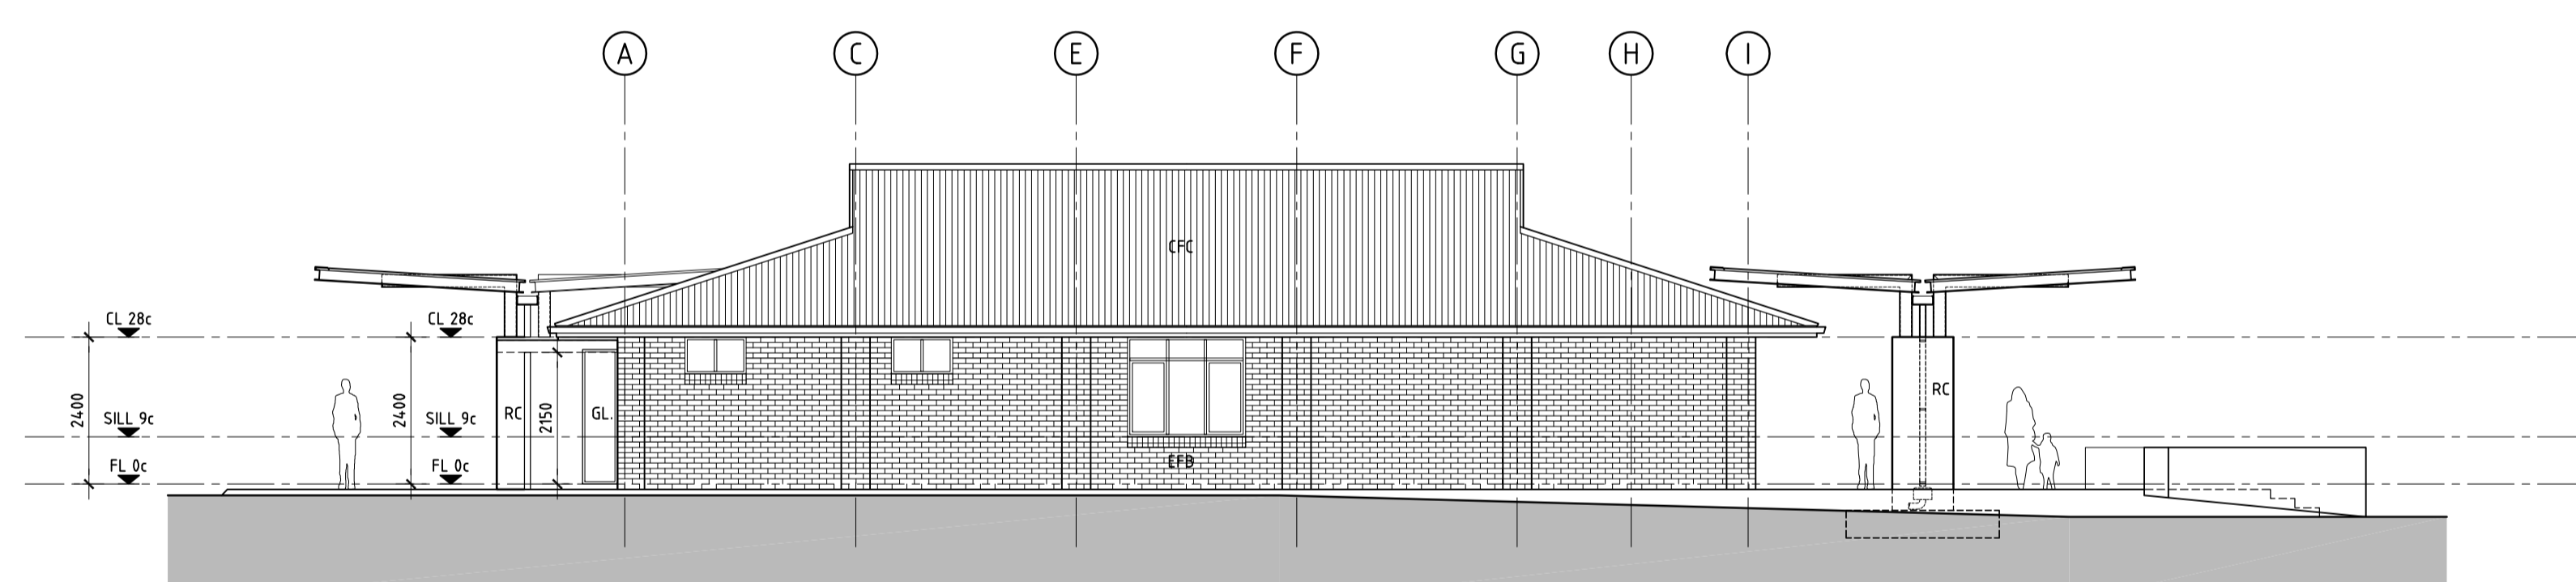 A C E F G H I
CFC
CL 28c CL 28c
2400 2400 2150
SILL 9c SILL 9c
RC GL. RC
EFB
FL 0c FL 0c